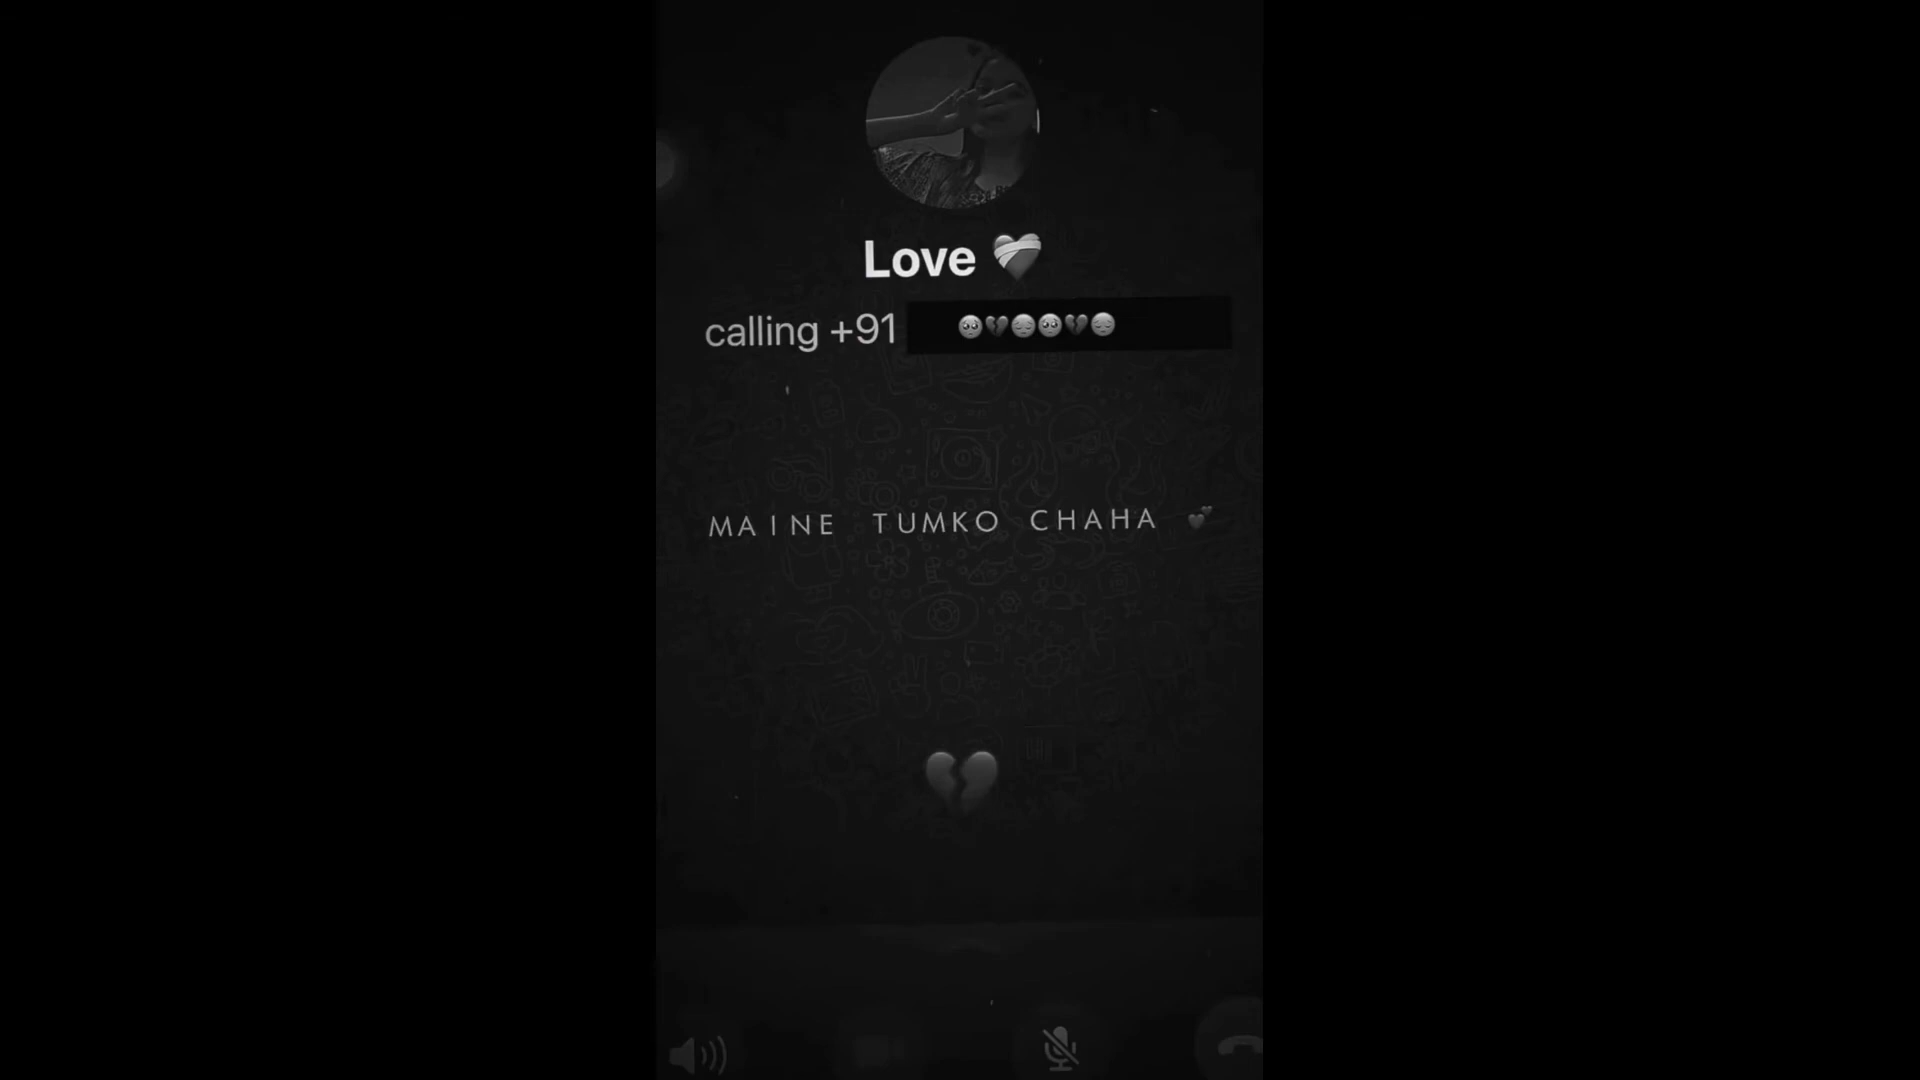 Love ❤️‍🩹
calling +91 🥺💔😔🥺💔😔
MAINE TUMKO CHAHA 💕
💔